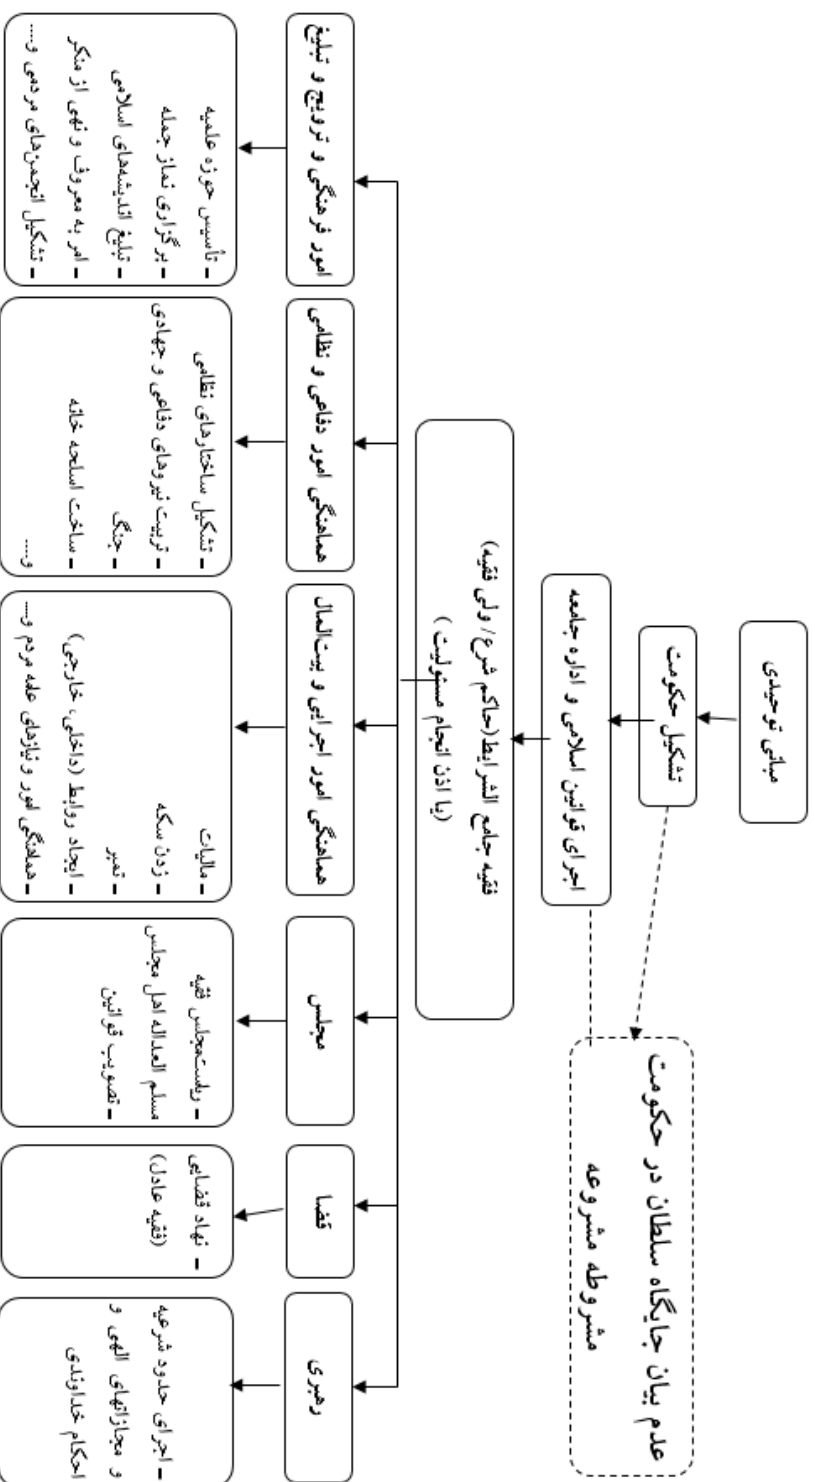 مبانی توحیدی
تشکیل حکومت
عدم بیان جایگاه سلطان در حکومت
مشروطه مشروعه
اجرای قوانین اسلامی و اداره جامعه
فقیه جامع الشرایط(حاکم شرع/ ولی فقیه)
(با اذن انجام مسئولیت )
رهبری
- اجرای حدود شرعیه
و مجازاتهای الهی و
احکام خداوندی
قضا
- نهاد قضایی
(فقیه عادل)
مجلس
- ریاست‌مجلس فقیه
مسلم العداله اهل مجلس
- تصویب قوانین
هماهنگی امور اجرایی و بیت‌المال
- مالیات
- زدن سکه
- تمبر
- ایجاد روابط (داخلی، خارجی)
- هماهنگی امور و نیازهای عامه مردم و....
هماهنگی امور دفاعی و نظامی
- تشکیل ساختارهای نظامی
- تربیت نیروهای دفاعی و جهادی
- جنگ
- ساخت اسلحه خانه
و....
امور فرهنگی و ترویج و تبلیغ
- تأسیس حوزه علمیه
- برگزاری نماز جمله
- تبلیغ اندیشه‌های اسلامی
- امر به معروف و نهی از منکر
- تشکیل انجمن‌های مردمی و....